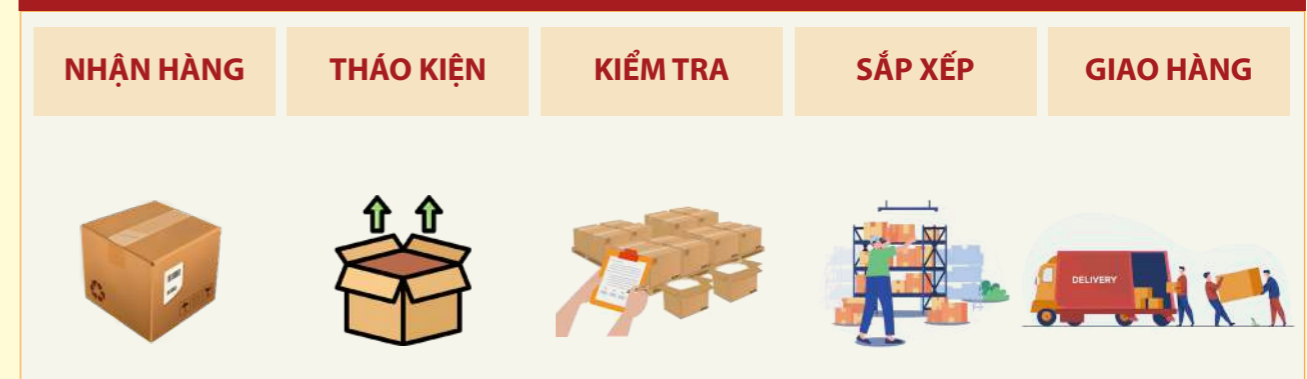 NHẬN HÀNG
THÁO KIỆN
KIỂM TRA
SẮP XẾP
GIAO HÀNG
DELIVERY